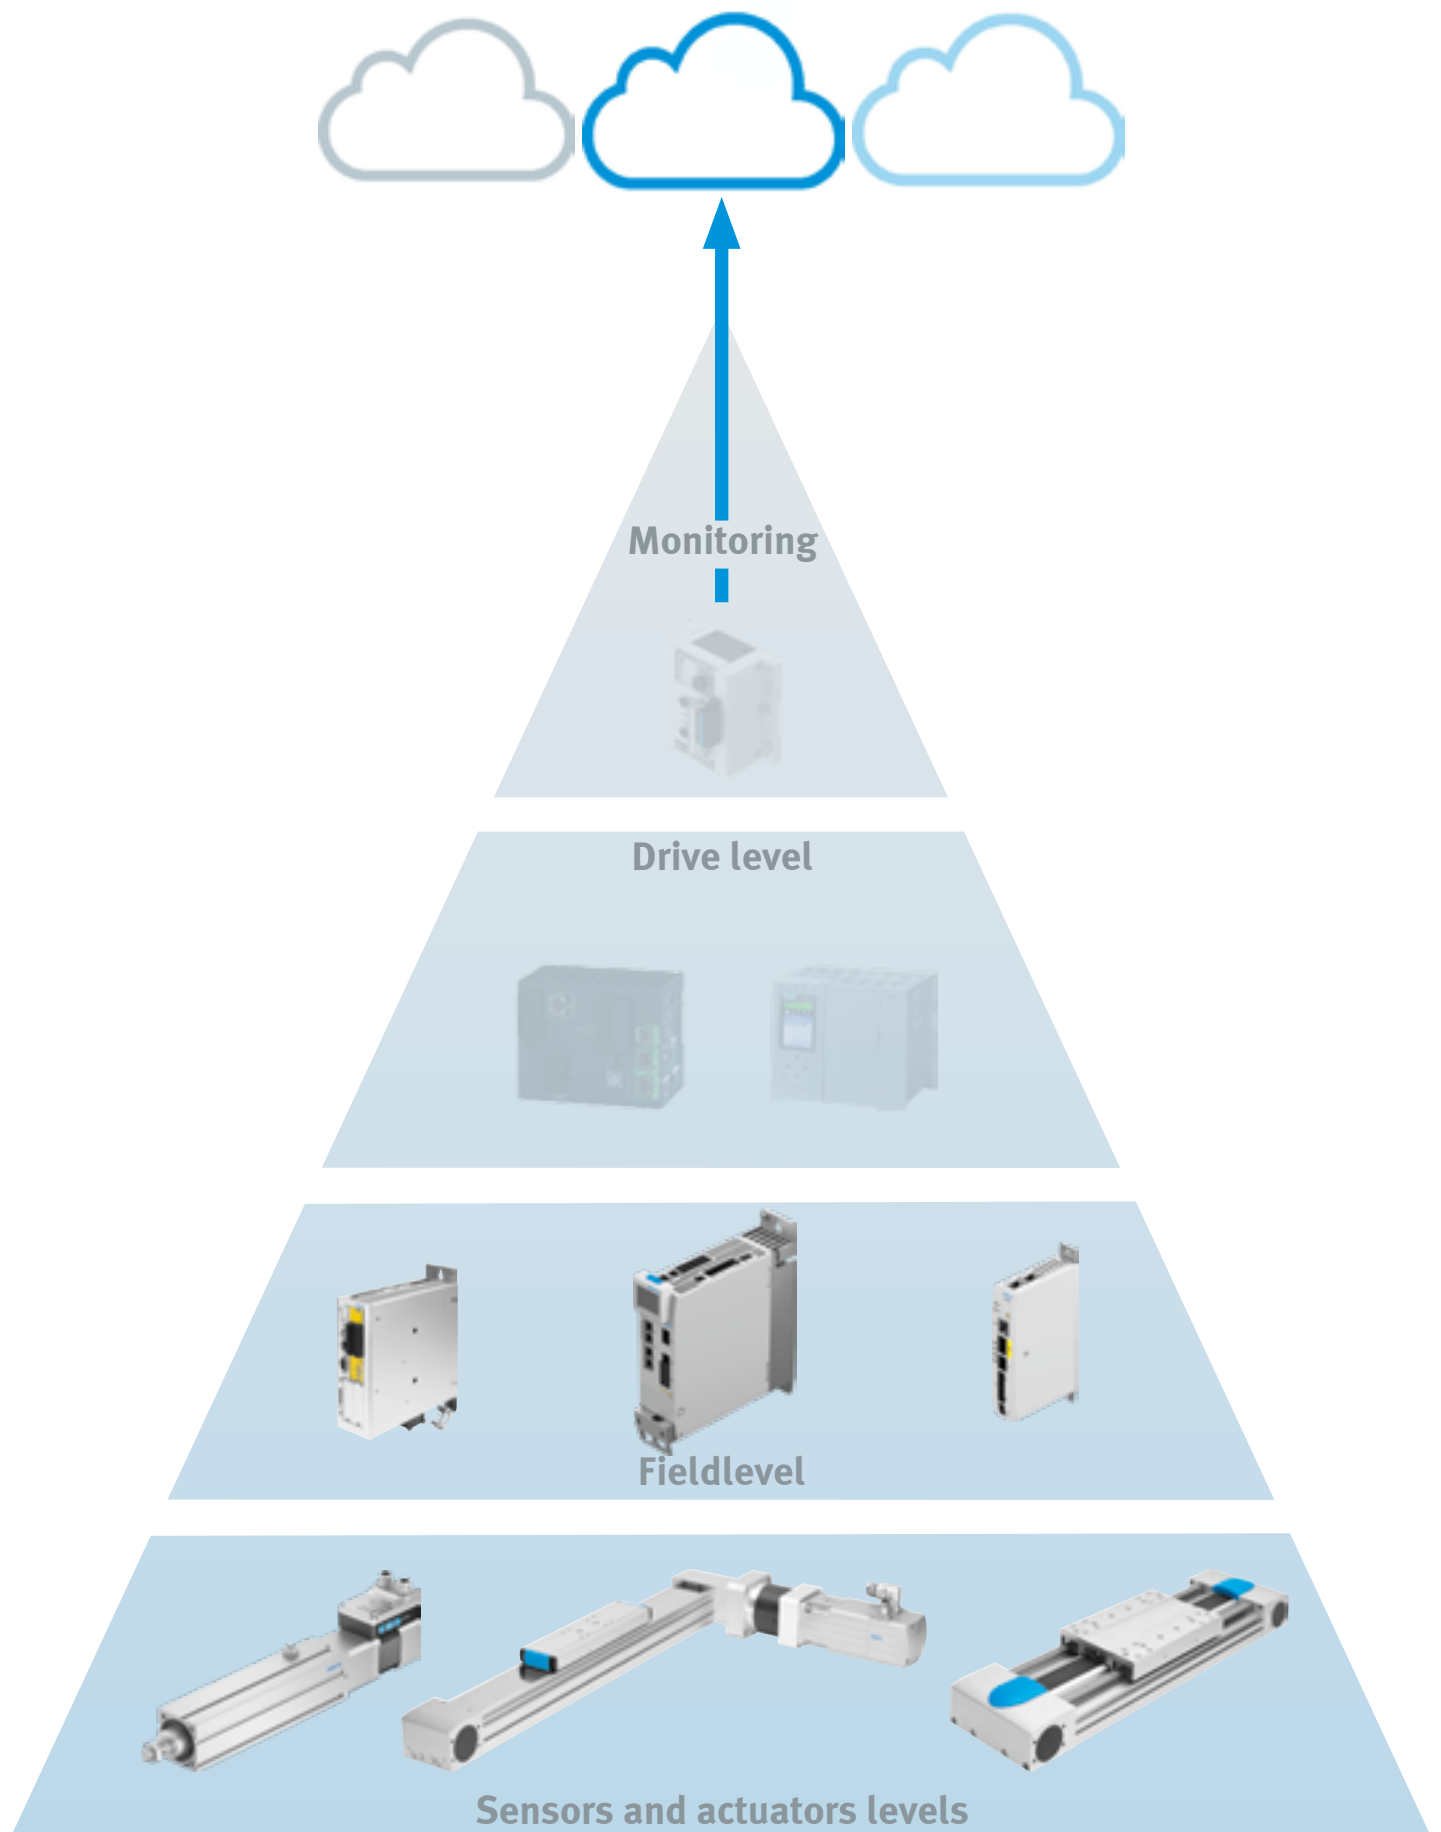 Monitoring
Drive level
Fieldlevel
Sensors and actuators levels